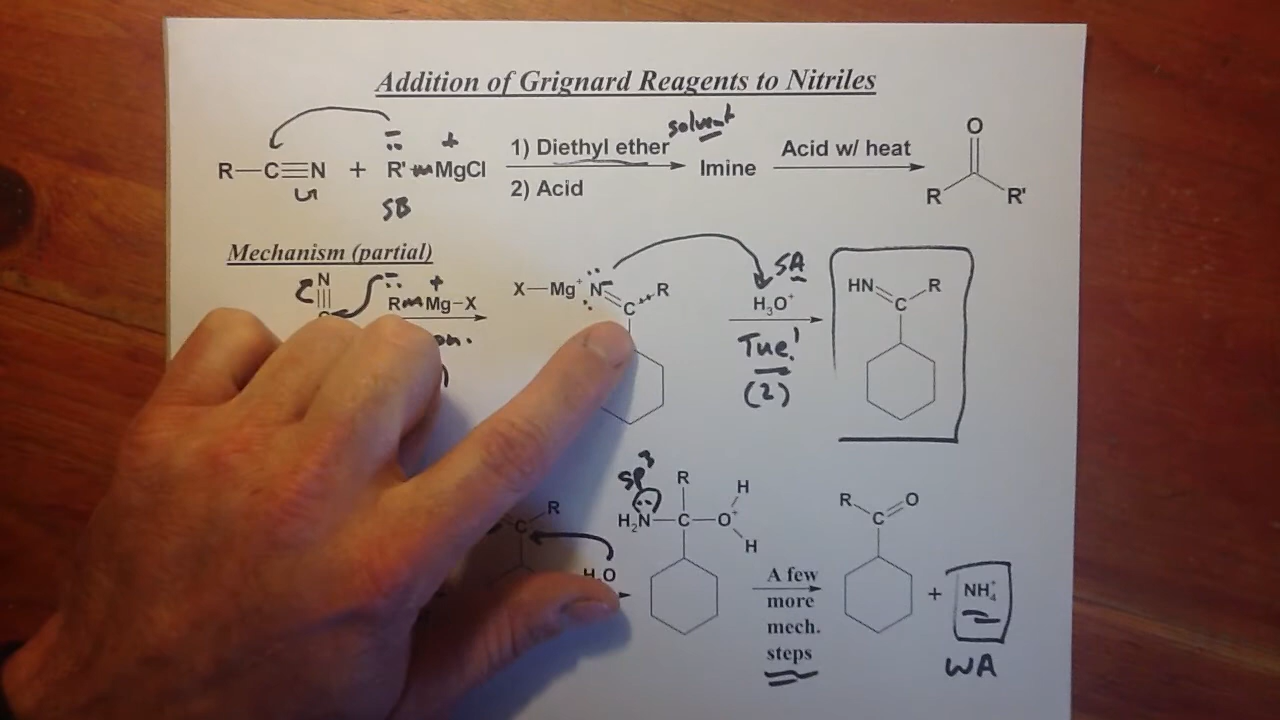 Addition of Grignard Reagents to Nitriles
R—C≡N + R' MgCl
SB
1) Diethyl ether solvent
2) Acid
Imine
Acid w/ heat
O
R R'
Mechanism (partial)
N
R Mg–X
X—Mg⁺ N
C R
SA
H₃O⁺
Tue!
(2)
HN C R
sp³
R
H
H₂N—C—O⁺
H
C R
H₂O
A few
more
mech.
steps
R C O
+ NH₄⁺
WA